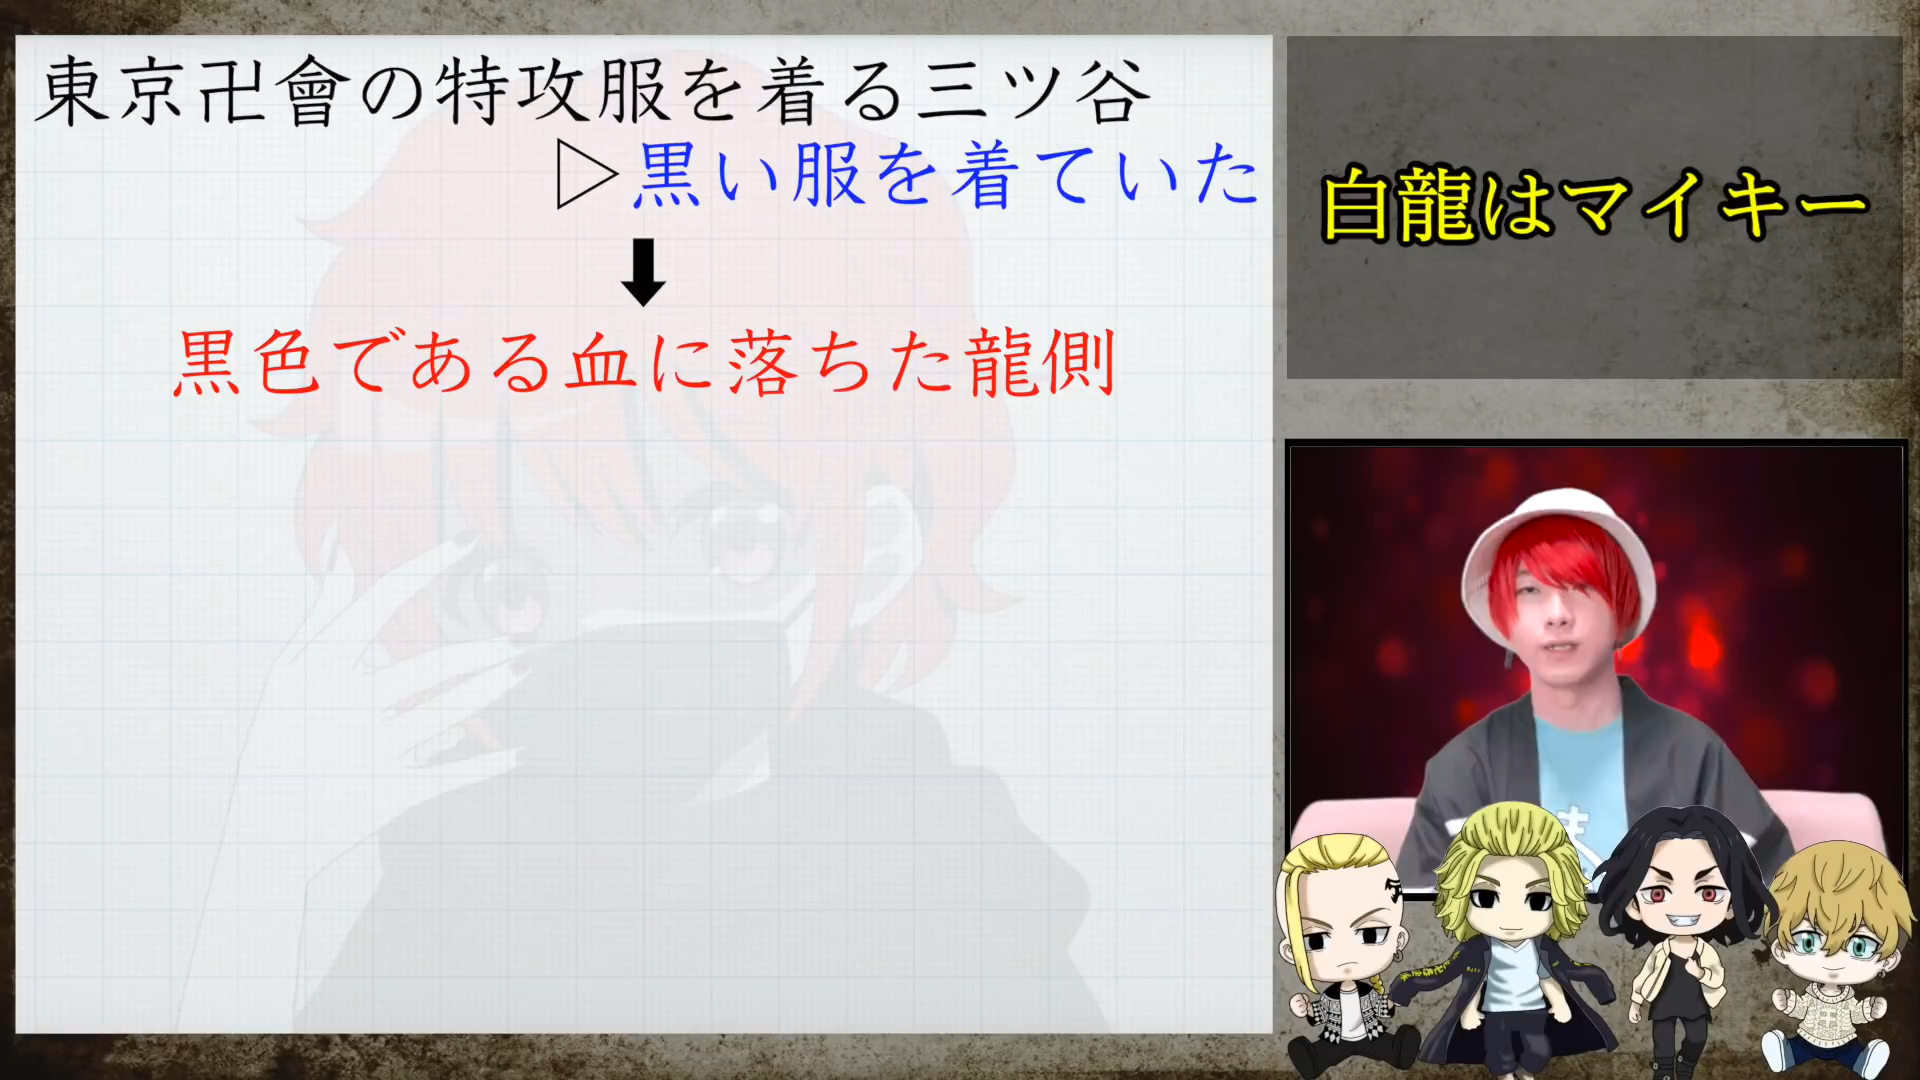 東京卍會の特攻服を着る三ツ谷
▷黒い服を着ていた
⬇
黒色である血に落ちた龍側
白龍はマイキー